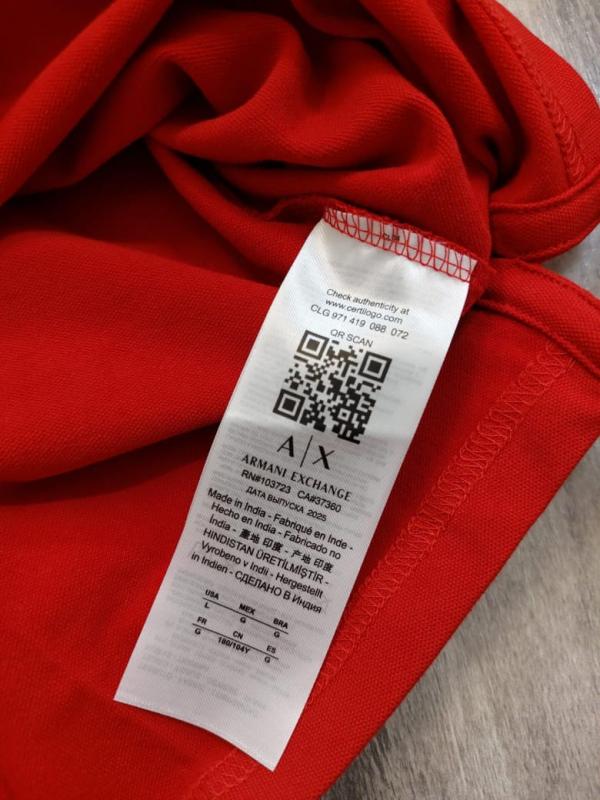 Check authenticity at
www.certilogo.com
CLG 971 419 088 072
QR SCAN
A|X
ARMANI EXCHANGE
RN#103723 CA#37360
ДАТА ВЫПУСКА 2025
Made in India - Fabriqué en Inde -
Hecho en India - Fabricado no
India - 產地 印度 - 产地 印度
HINDISTAN ÜRETİLMİŞTİR -
Vyrobeno v Indii - Hergestellt
in Indien - СДЕЛАНО В Индия
USA MEX BRA
L G G
FR CN ES
G 180/104Y G